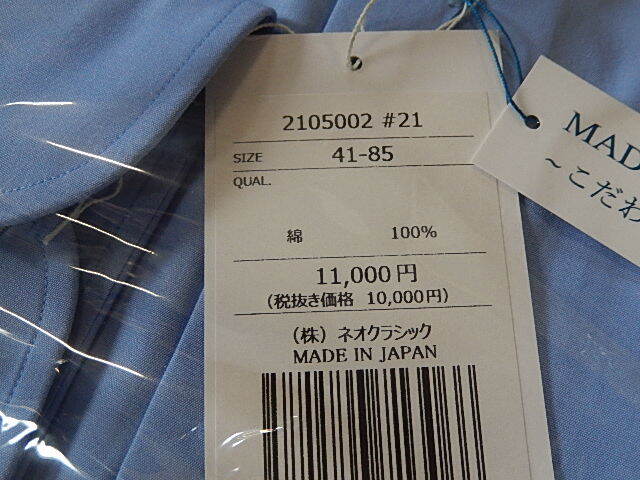 2105002 #21
SIZE 41-85
QUAL.
綿 100%
11,000円
(税抜き価格 10,000円)
(株) ネオクラシック
MADE IN JAPAN
MAD
~こだわ